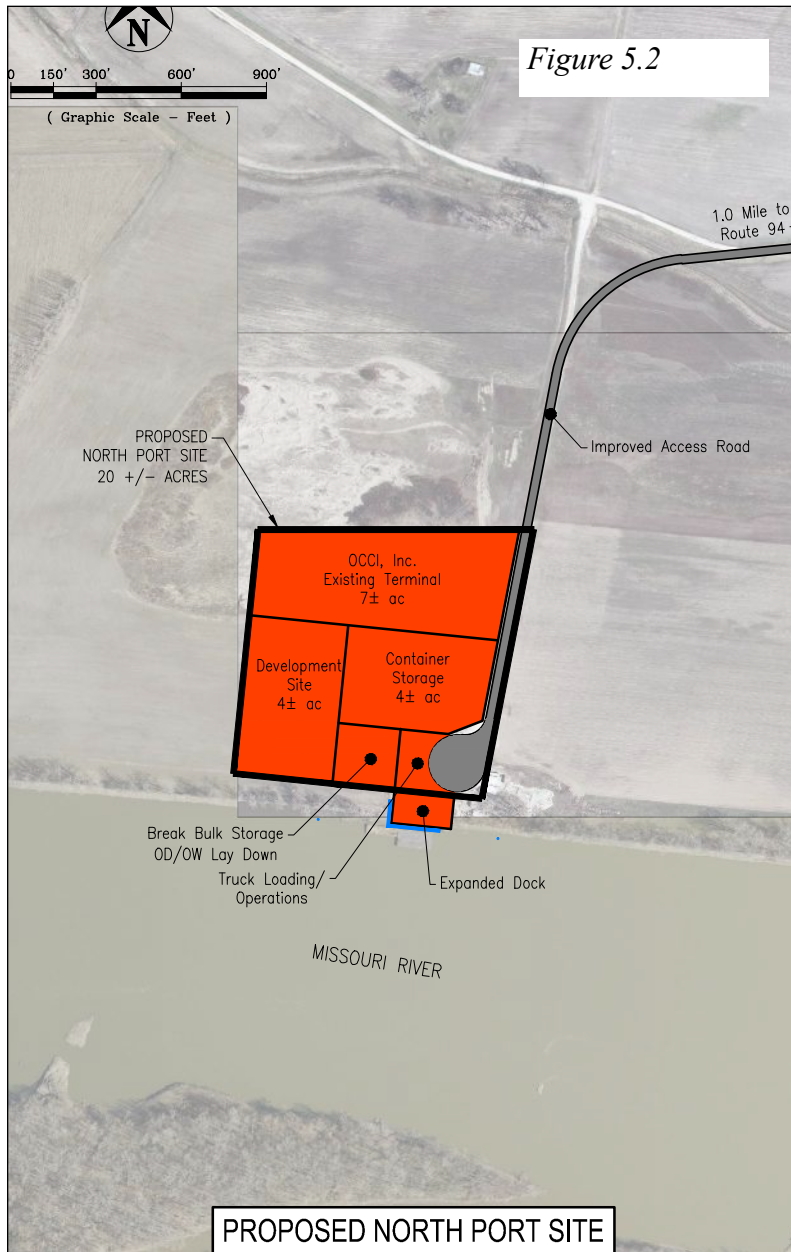 N
Figure 5.2
0 150' 300' 600' 900'
( Graphic Scale - Feet )
1.0 Mile to
Route 94
PROPOSED
NORTH PORT SITE
20 +/- ACRES
Improved Access Road
OCCI, Inc.
Existing Terminal
7± ac
Development
Site
4± ac
Container
Storage
4± ac
Break Bulk Storage
OD/OW Lay Down
Truck Loading/
Operations
Expanded Dock
MISSOURI RIVER
PROPOSED NORTH PORT SITE